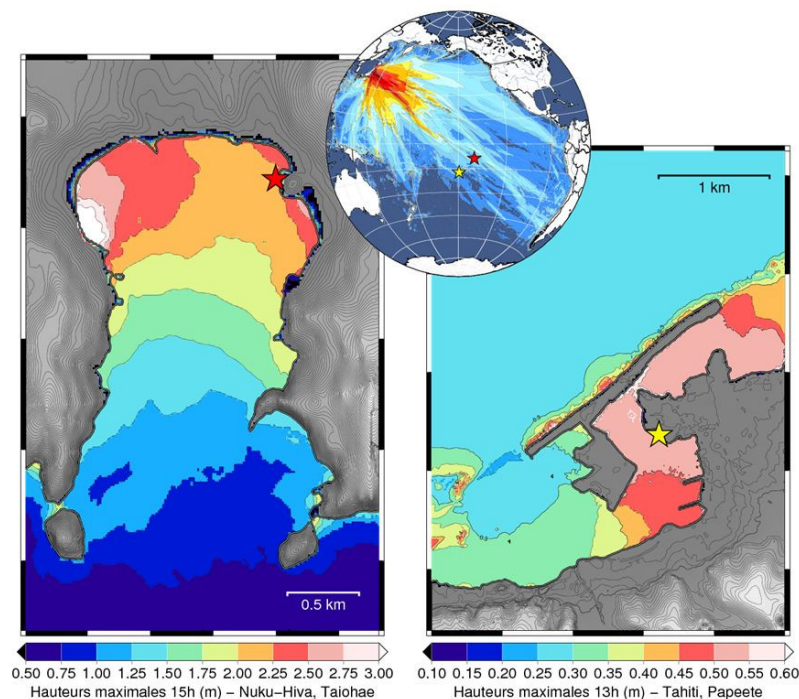 1 km
0.5 km
0.50 0.75 1.00 1.25 1.50 1.75 2.00 2.25 2.50 2.75 3.00
Hauteurs maximales 15h (m) – Nuku–Hiva, Taiohae
0.10 0.15 0.20 0.25 0.30 0.35 0.40 0.45 0.50 0.55 0.60
Hauteurs maximales 13h (m) – Tahiti, Papeete